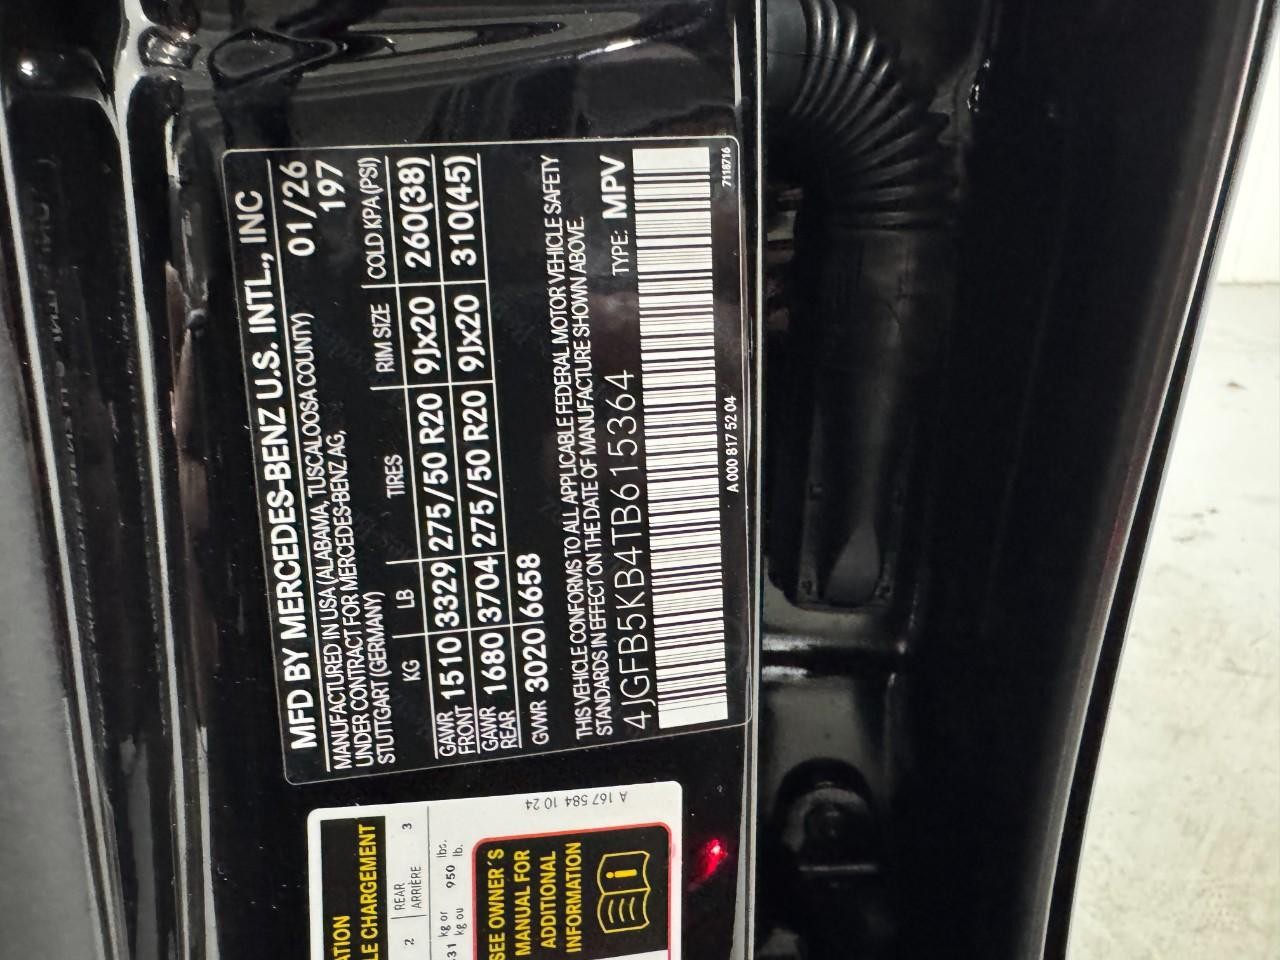 MFD BY MERCEDES-BENZ U.S. INTL., INC
MANUFACTURED IN USA (ALABAMA, TUSCALOOSA COUNTY) 01/26
UNDER CONTRACT FOR MERCEDES-BENZ AG, 197
STUTTGART (GERMANY)
KG LB TIRES RIM SIZE COLD KPA(PSI)
GAWR FRONT 1510 3329 275/50 R20 9Jx20 260(38)
GAWR REAR 1680 3704 275/50 R20 9Jx20 310(45)
GVWR 3020 6658
THIS VEHICLE CONFORMS TO ALL APPLICABLE FEDERAL MOTOR VEHICLE SAFETY
STANDARDS IN EFFECT ON THE DATE OF MANUFACTURE SHOWN ABOVE.
4JGFB5KB4TB615364 TYPE: MPV
A 000 817 52 04 7118716
A 167 584 10 24
ATION
LE CHARGEMENT
2 REAR 3
ARRIÈRE
31 kg or 950 lbs.
kg ou lb.
SEE OWNER'S
MANUAL FOR
ADDITIONAL
INFORMATION